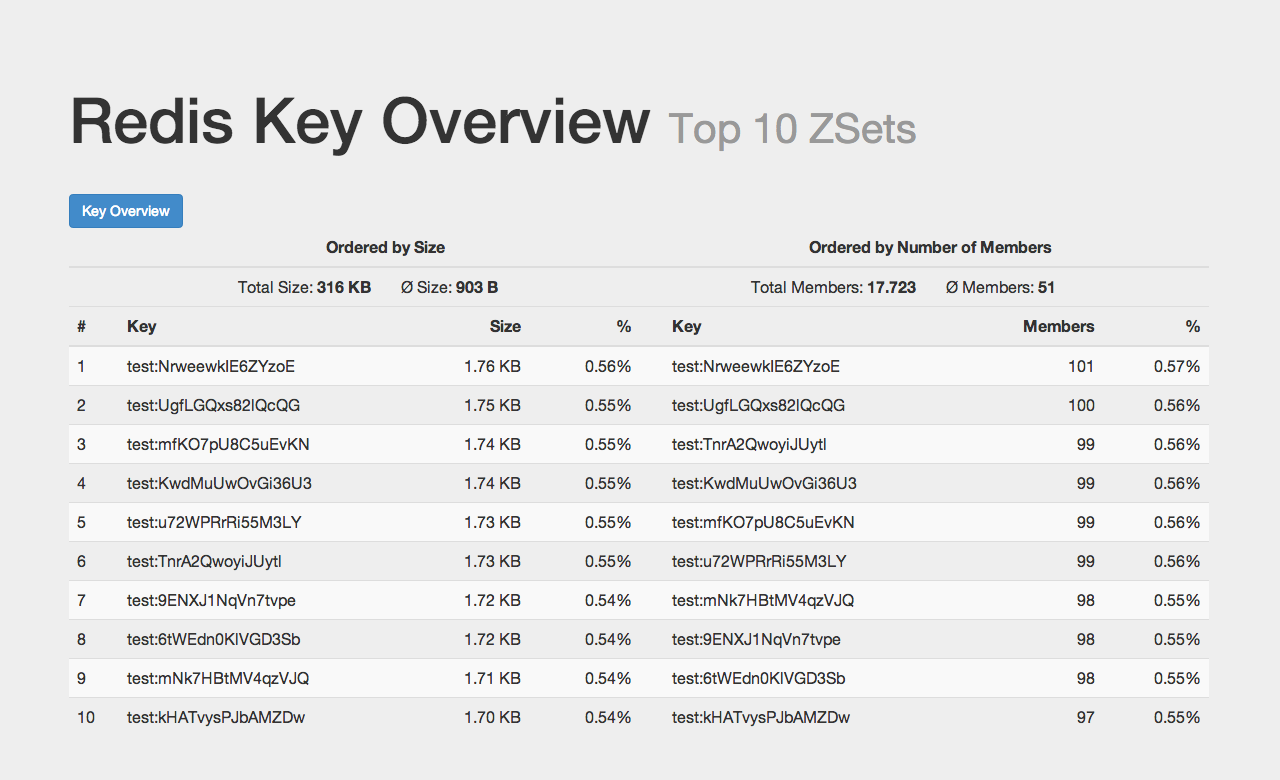 Redis Key Overview Top 10 ZSets
Key Overview
Ordered by Size Ordered by Number of Members
Total Size: 316 KB Ø Size: 903 B Total Members: 17.723 Ø Members: 51
# Key Size % Key Members %
1 test:NrweewklE6ZYzoE 1.76 KB 0.56% test:NrweewklE6ZYzoE 101 0.57%
2 test:UgfLGQxs82lQcQG 1.75 KB 0.55% test:UgfLGQxs82lQcQG 100 0.56%
3 test:mfKO7pU8C5uEvKN 1.74 KB 0.55% test:TnrA2QwoyiJUytl 99 0.56%
4 test:KwdMuUwOvGi36U3 1.74 KB 0.55% test:KwdMuUwOvGi36U3 99 0.56%
5 test:u72WPRrRi55M3LY 1.73 KB 0.55% test:mfKO7pU8C5uEvKN 99 0.56%
6 test:TnrA2QwoyiJUytl 1.73 KB 0.55% test:u72WPRrRi55M3LY 99 0.56%
7 test:9ENXJ1NqVn7tvpe 1.72 KB 0.54% test:mNk7HBtMV4qzVJQ 98 0.55%
8 test:6tWEdn0KlVGD3Sb 1.72 KB 0.54% test:9ENXJ1NqVn7tvpe 98 0.55%
9 test:mNk7HBtMV4qzVJQ 1.71 KB 0.54% test:6tWEdn0KlVGD3Sb 98 0.55%
10 test:kHATvysPJbAMZDw 1.70 KB 0.54% test:kHATvysPJbAMZDw 97 0.55%